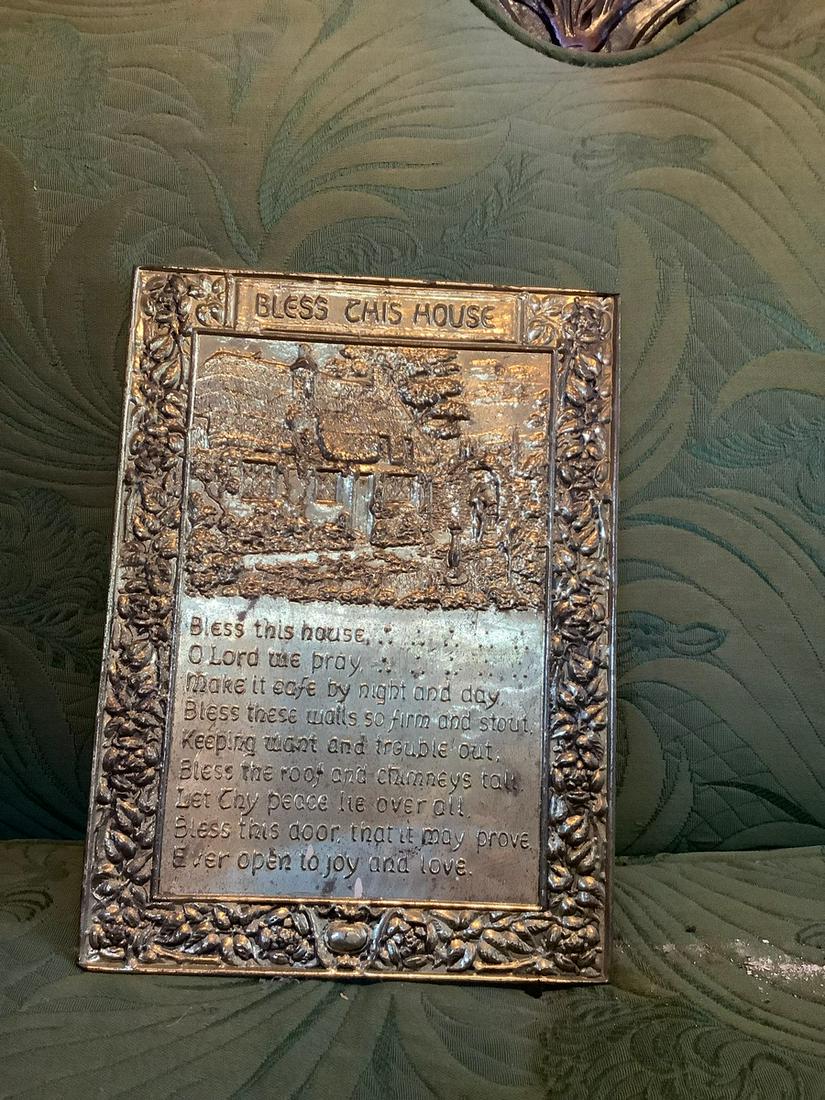 BLESS THIS HOUSE
Bless this house,
O Lord we pray,
Make it safe by night and day,
Bless these walls so firm and stout,
Keeping want and trouble out,
Bless the roof and chimneys tall,
Let Thy peace lie over all,
Bless this door, that it may prove,
Ever open to joy and love.